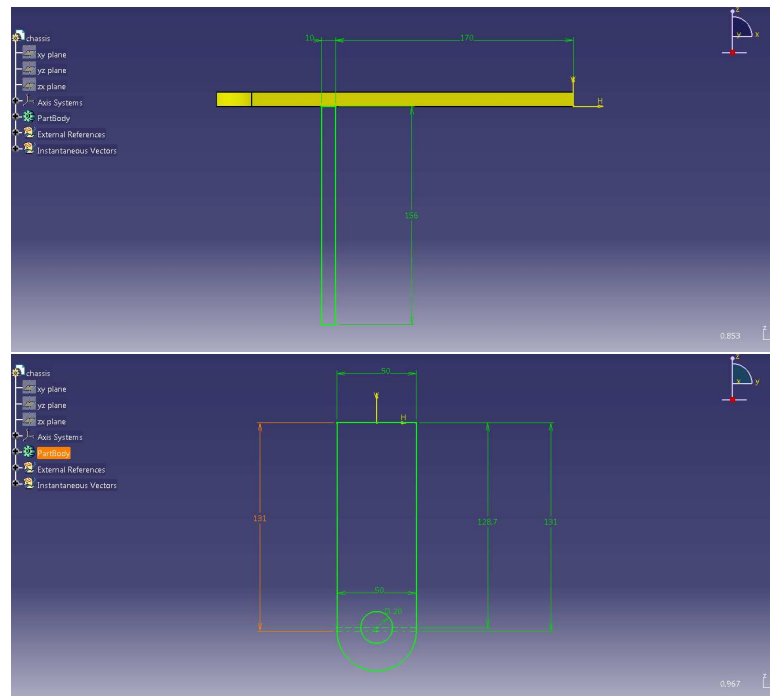 z
chassis
10
170
xy plane
y
x
yz plane
zx plane
Axis Systems
H
PartBody
External References
Instantaneous Vectors
156
0.853
z
z
chassis
50
xy plane
x
y
yz plane
V
zx plane
H
Axis Systems
PartBody
External References
Instantaneous Vectors
131
128,7
131
50
D 20
0.967
z